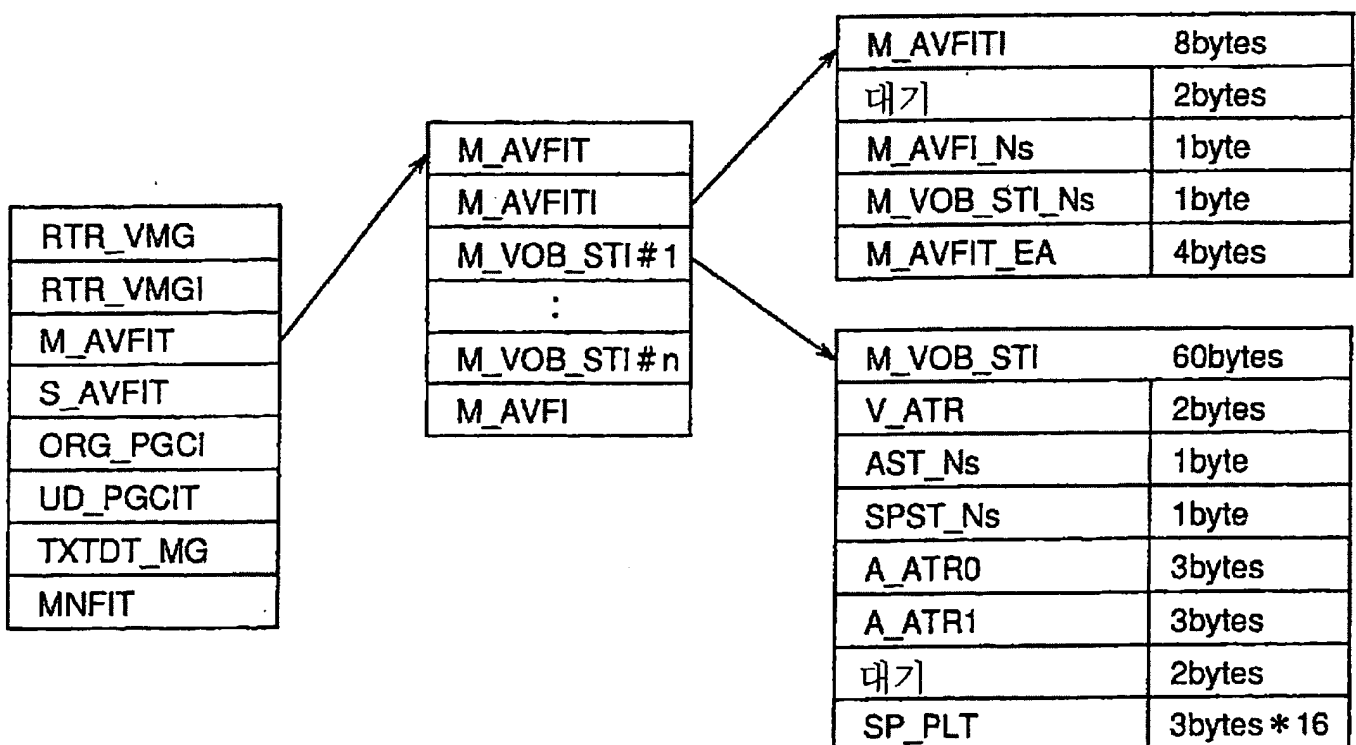 RTR_VMG
RTR_VMGI
M_AVFIT
S_AVFIT
ORG_PGCI
UD_PGCIT
TXTDT_MG
MNFIT
M_AVFIT
M_AVFITI
M_VOB_STI#1
:
M_VOB_STI#n
M_AVFI
M_AVFITI 8bytes
대기 2bytes
M_AVFI_Ns 1byte
M_VOB_STI_Ns 1byte
M_AVFIT_EA 4bytes
M_VOB_STI 60bytes
V_ATR 2bytes
AST_Ns 1byte
SPST_Ns 1byte
A_ATR0 3bytes
A_ATR1 3bytes
대기 2bytes
SP_PLT 3bytes*16